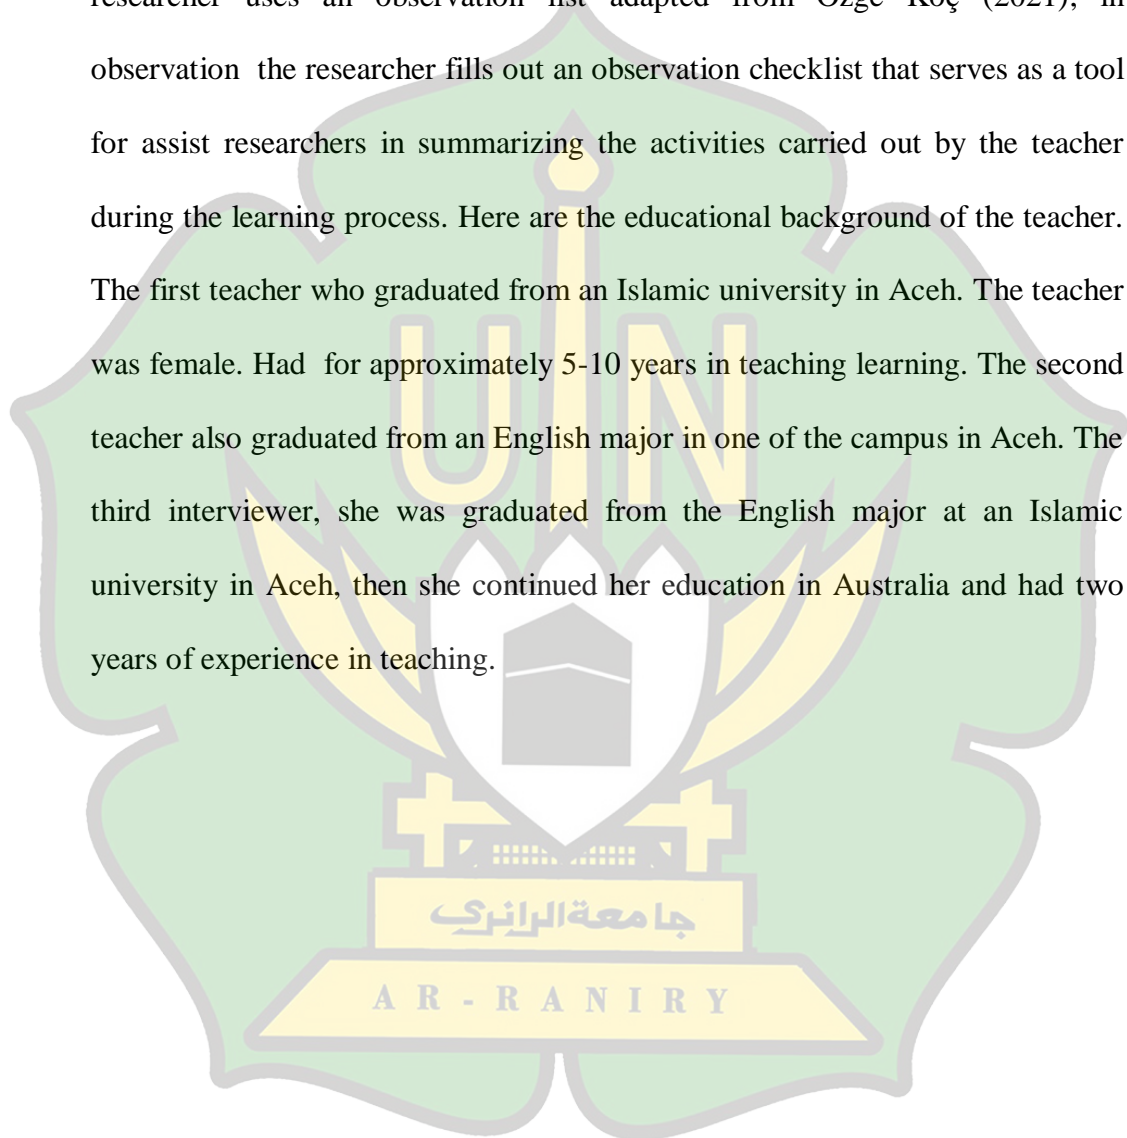 researcher uses an observation list adapted from Özge Koç (2021), in
observation the researcher fills out an observation checklist that serves as a tool
for assist researchers in summarizing the activities carried out by the teacher
during the learning process. Here are the educational background of the teacher.
The first teacher who graduated from an Islamic university in Aceh. The teacher
was female. Had for approximately 5-10 years in teaching learning. The second
teacher also graduated from an English major in one of the campus in Aceh. The
third interviewer, she was graduated from the English major at an Islamic
university in Aceh, then she continued her education in Australia and had two
years of experience in teaching.
UIN
جامعة الرانري
AR-RANIRY